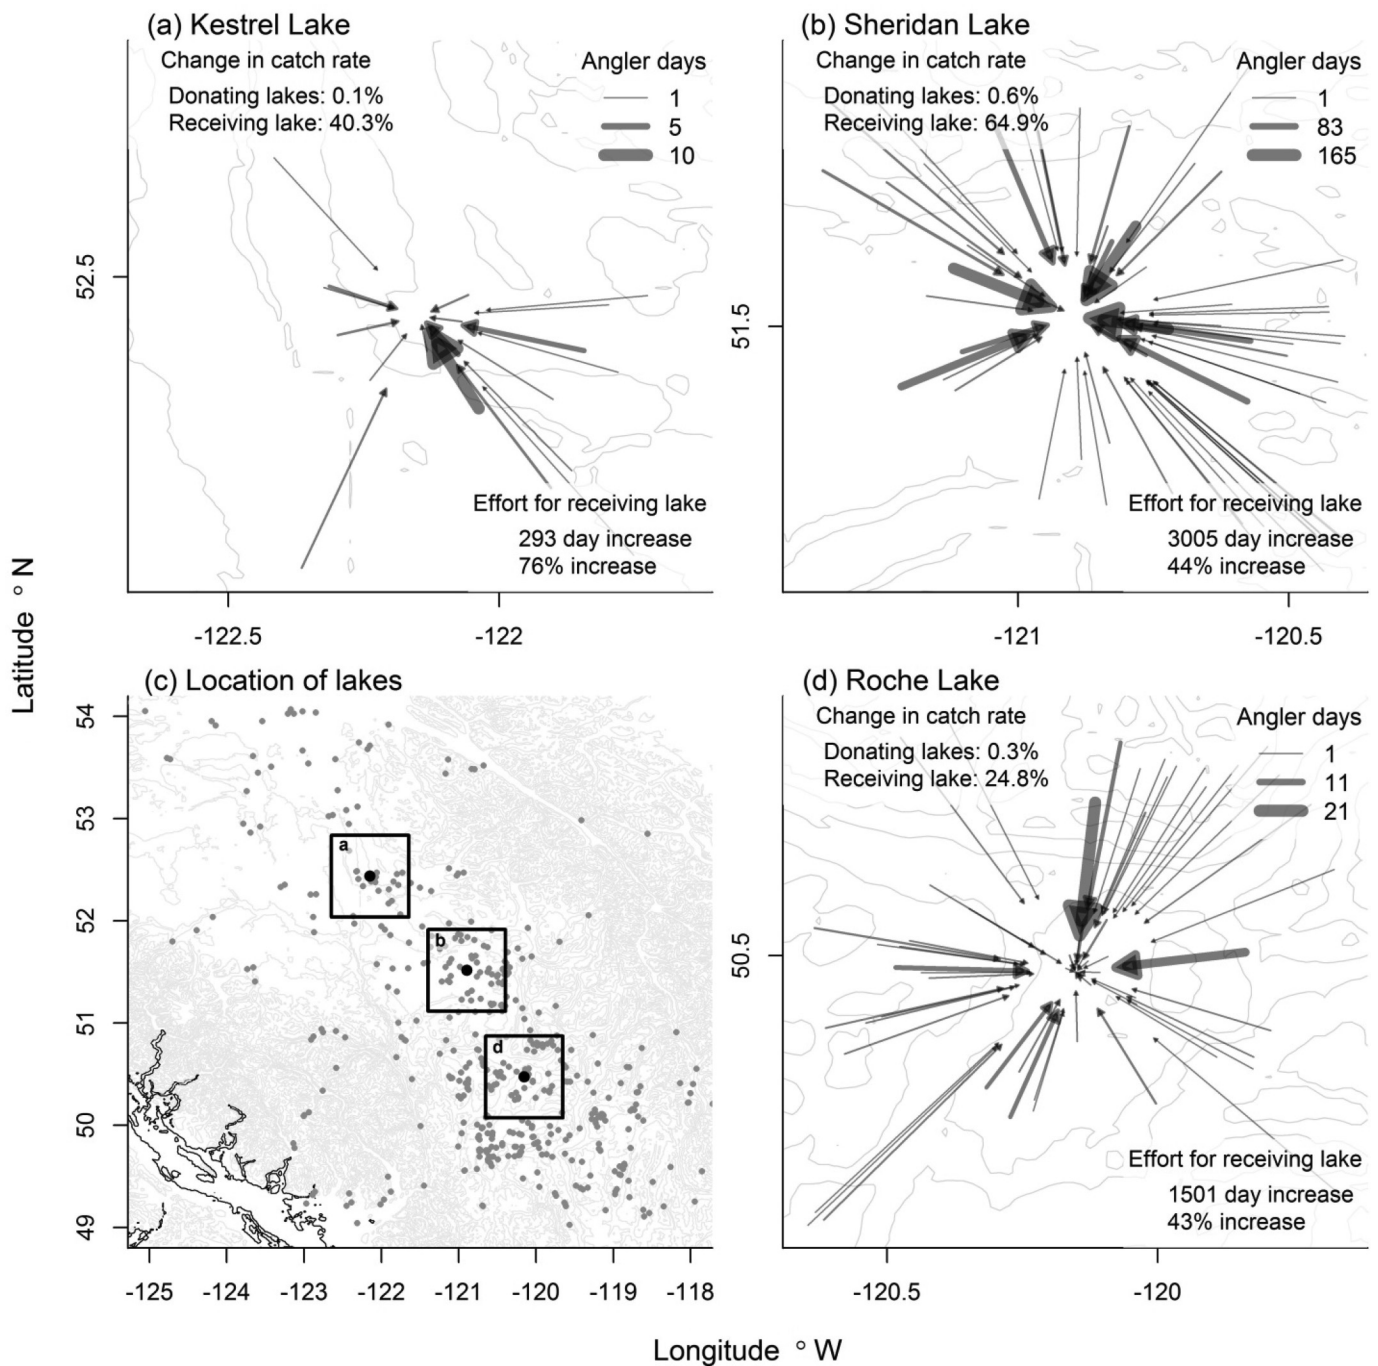 (a) Kestrel Lake
Change in catch rate
Donating lakes: 0.1%
Receiving lake: 40.3%
Angler days
1
5
10
52.5
Effort for receiving lake
293 day increase
76% increase
-122.5
-122
(b) Sheridan Lake
Change in catch rate
Donating lakes: 0.6%
Receiving lake: 64.9%
Angler days
1
83
165
51.5
Effort for receiving lake
3005 day increase
44% increase
-121
-120.5
Latitude ° N
(c) Location of lakes
54
53
52
51
50
49
a
b
d
-125
-124
-123
-122
-121
-120
-119
-118
(d) Roche Lake
Change in catch rate
Donating lakes: 0.3%
Receiving lake: 24.8%
Angler days
1
11
21
50.5
Effort for receiving lake
1501 day increase
43% increase
-120.5
-120
Longitude ° W